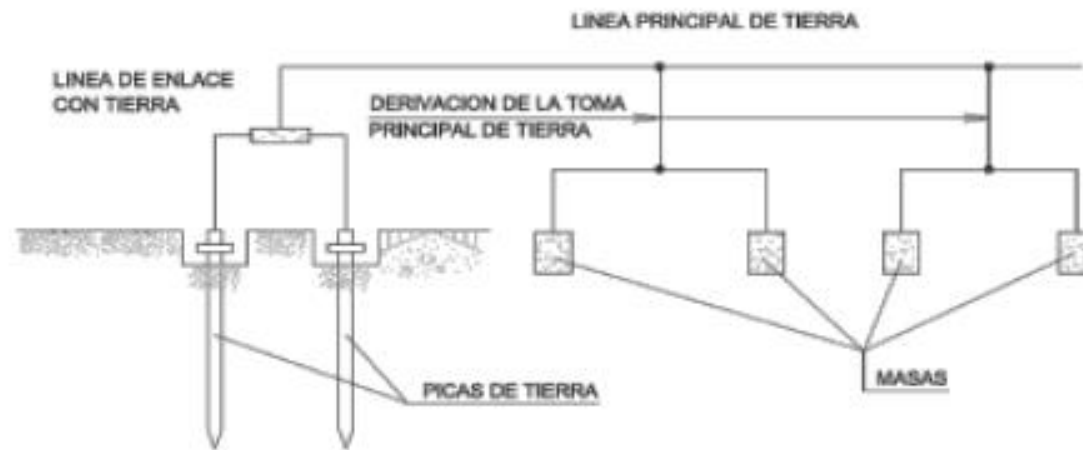 LINEA PRINCIPAL DE TIERRA
LINEA DE ENLACE
CON TIERRA
DERIVACION DE LA TOMA
PRINCIPAL DE TIERRA
PICAS DE TIERRA
MASAS